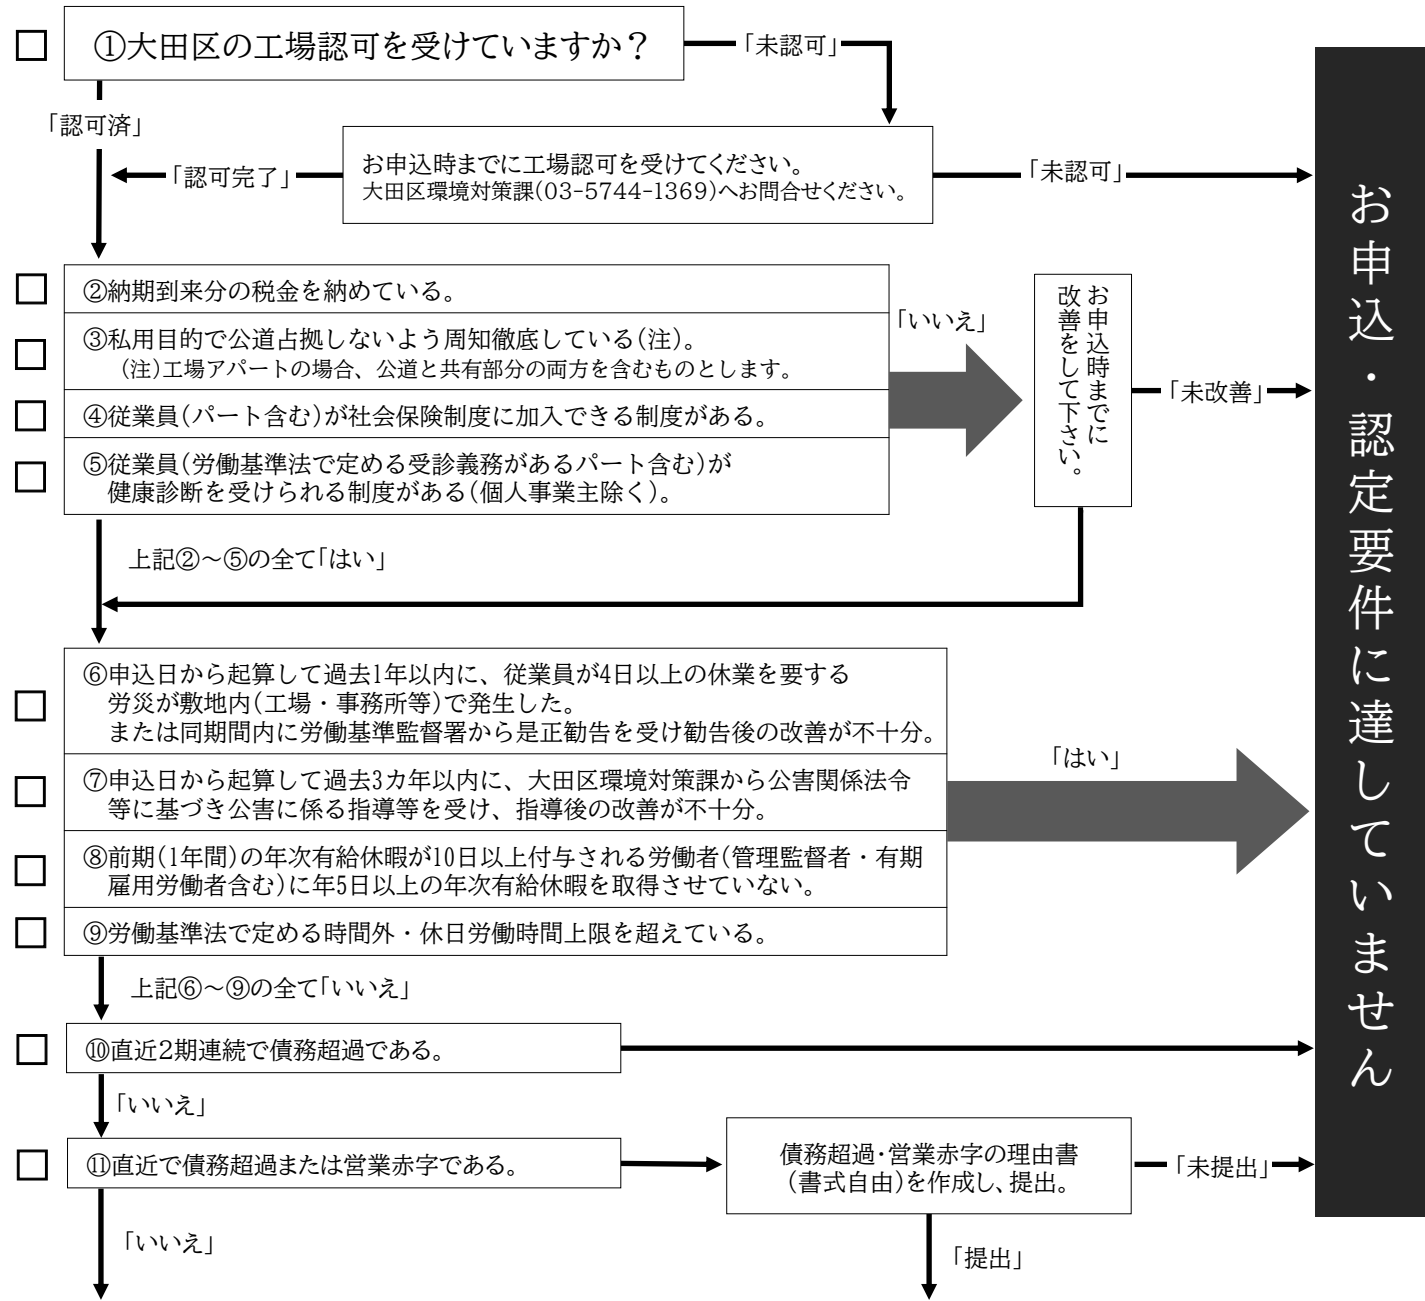 ①大田区の工場認可を受けていますか？
「未認可」
「認可済」
お申込時までに工場認可を受けてください。
大田区環境対策課(03-5744-1369)へお問合せください。
「認可完了」
「未認可」
②納期到来分の税金を納めている。
③私用目的で公道占拠しないよう周知徹底している(注)。
(注)工場アパートの場合、公道と共有部分の両方を含むものとします。
④従業員(パート含む)が社会保険制度に加入できる制度がある。
⑤従業員(労働基準法で定める受診義務があるパート含む)が
健康診断を受けられる制度がある(個人事業主除く)。
「いいえ」
お申込時までに
改善をして下さい。
「未改善」
上記②～⑤の全て「はい」
⑥申込日から起算して過去1年以内に、従業員が4日以上の休業を要する
労災が敷地内(工場・事務所等)で発生した。
または同期間内に労働基準監督署から是正勧告を受け勧告後の改善が不十分。
⑦申込日から起算して過去3カ年以内に、大田区環境対策課から公害関係法令
等に基づき公害に係る指導等を受け、指導後の改善が不十分。
⑧前期(1年間)の年次有給休暇が10日以上付与される労働者(管理監督者・有期
雇用労働者含む)に年5日以上の年次有給休暇を取得させていない。
⑨労働基準法で定める時間外・休日労働時間上限を超えている。
「はい」
上記⑥～⑨の全て「いいえ」
⑩直近2期連続で債務超過である。
「いいえ」
⑪直近で債務超過または営業赤字である。
債務超過・営業赤字の理由書
(書式自由)を作成し、提出。
「未提出」
「いいえ」
「提出」
お申込・認定要件に達していません